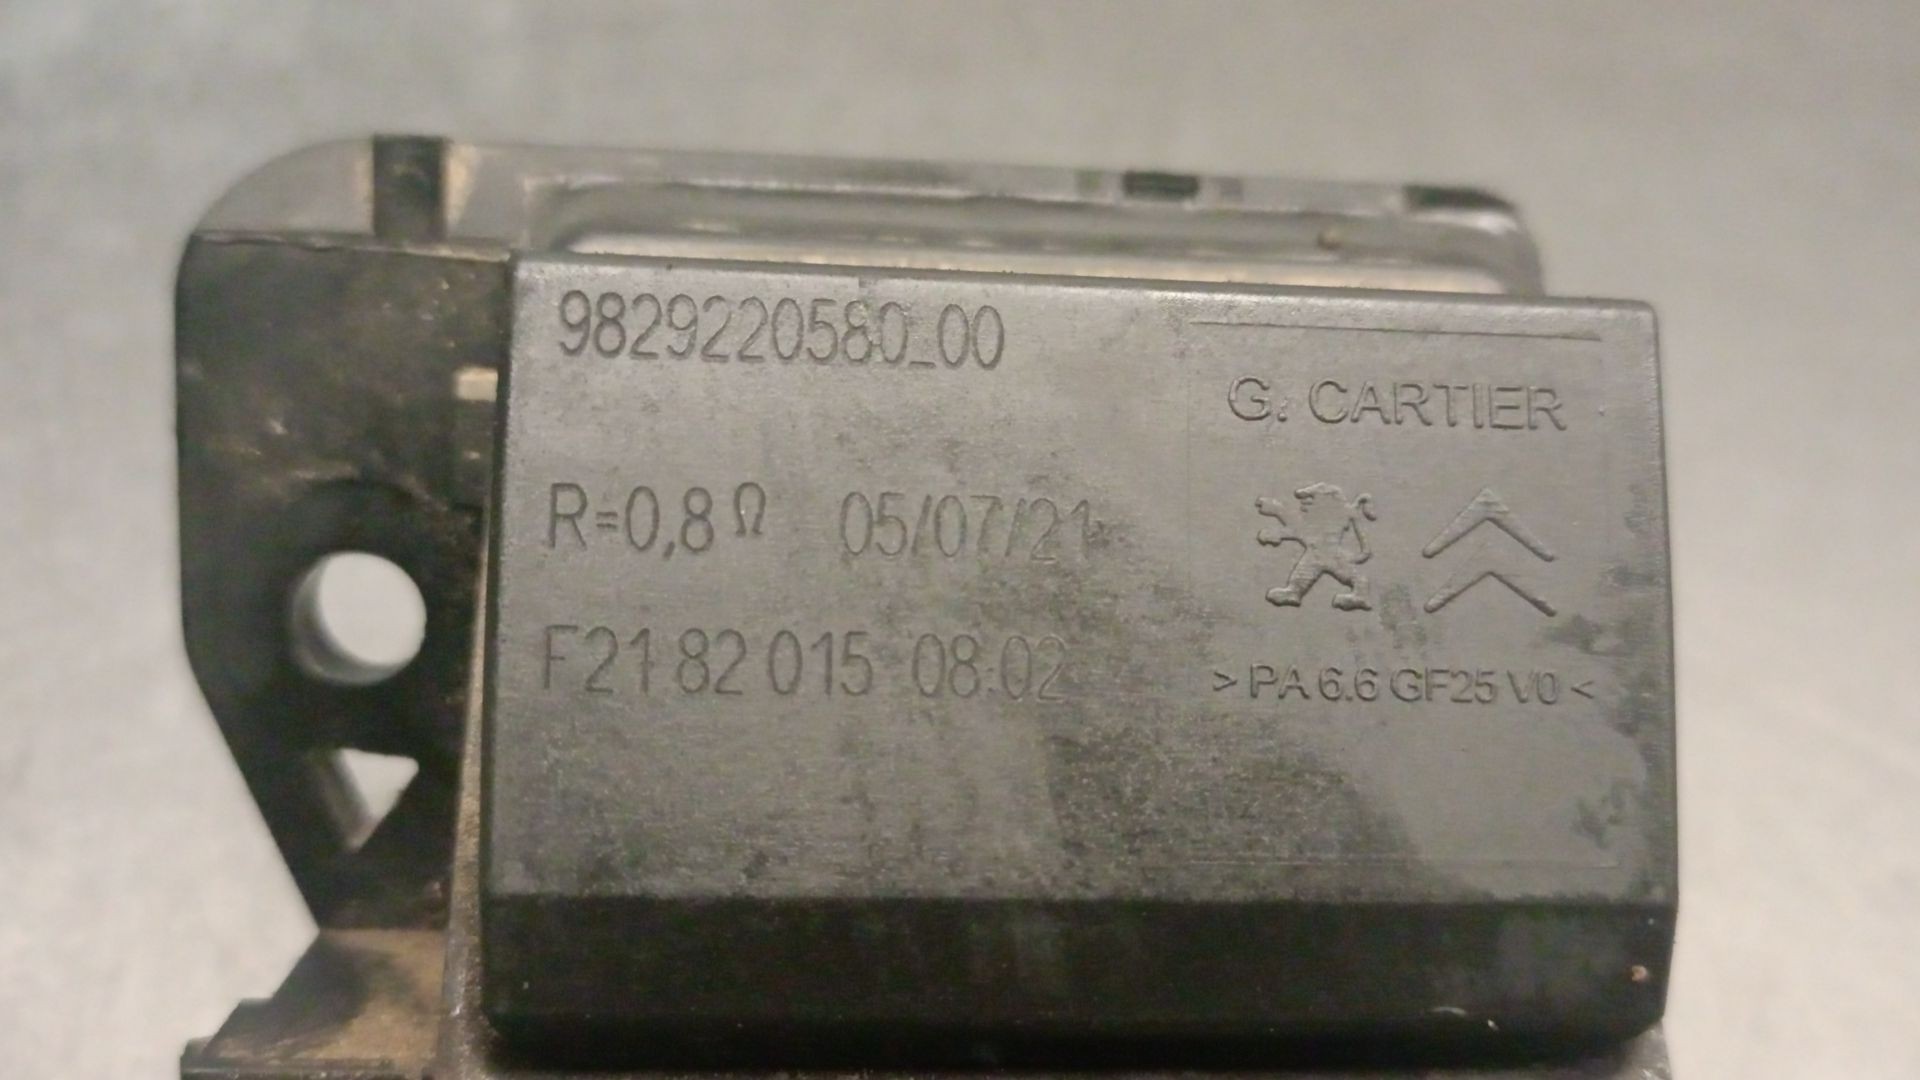 9829220580_00
G. CARTIER
R=0,8 Ω 05/07/21
F21 82 015 08:02
>PA 6.6 GF25 V0<